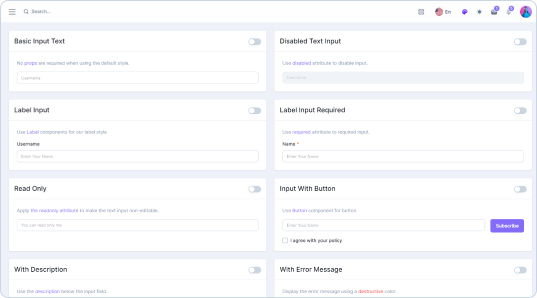 Search...
En
Basic Input Text
No props are required when using the default style.
Username
Disabled Text Input
Use disabled attribute to disable input.
Username
Label Input
Use Label components for our label style
Username
Enter Your Name
Label Input Required
Use required attribute to required input.
Name *
Enter Your Name
Read Only
Apply the readonly attribute to make the text input non-editable.
You can read only me
Input With Button
Use Button component for button
Enter Your Name
Subscribe
I agree with your policy
With Description
Use the description below the input field.
With Error Message
Display the error message using a destructive color.